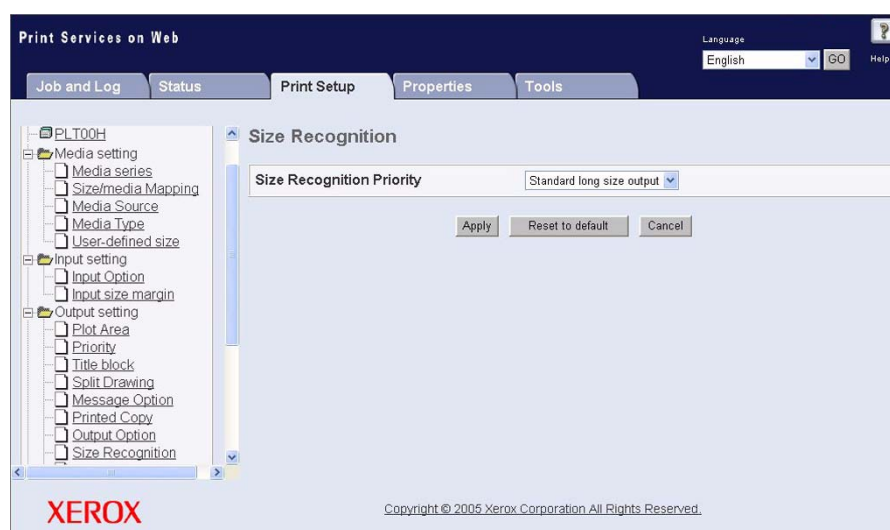 Print Services on Web
Language
English GO
? Help
Job and Log Status Print Setup Properties Tools
PLT00H
Media setting
Media series
Size/media Mapping
Media Source
Media Type
User-defined size
Input setting
Input Option
Input size margin
Output setting
Plot Area
Priority
Title block
Split Drawing
Message Option
Printed Copy
Output Option
Size Recognition
Size Recognition
Size Recognition Priority Standard long size output
Apply Reset to default Cancel
XEROX
Copyright © 2005 Xerox Corporation All Rights Reserved.